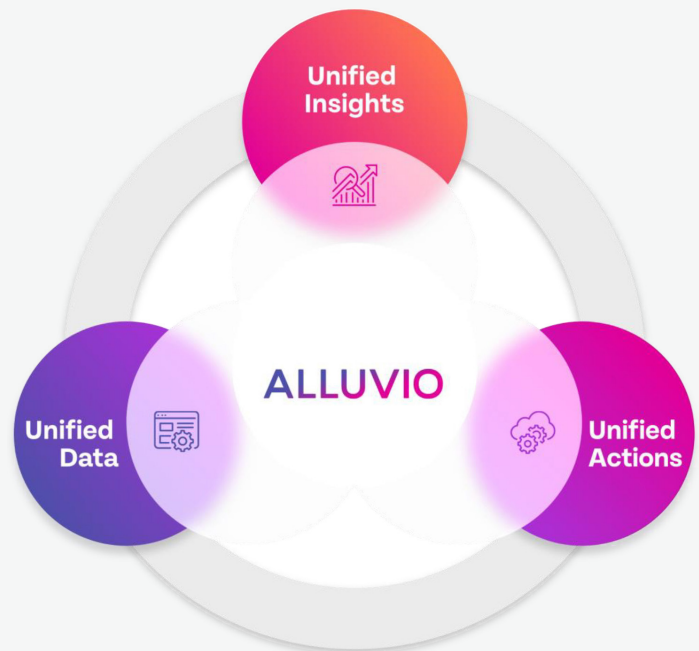 Unified
Insights
ALLUVIO
Unified
Data
Unified
Actions